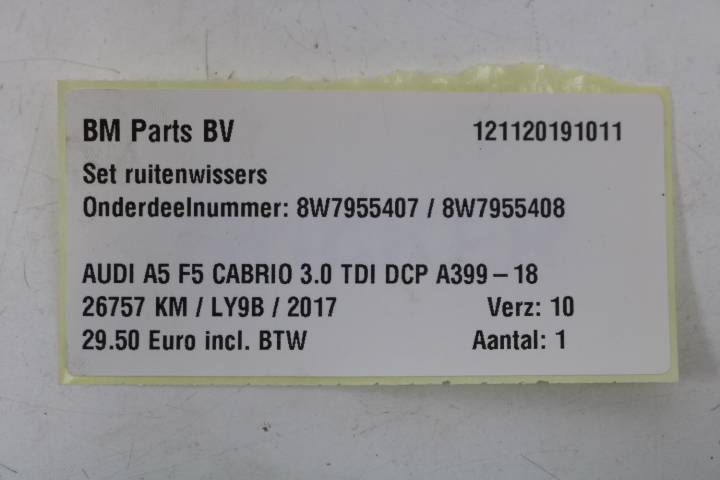 BM Parts BV 121120191011
Set ruitenwissers
Onderdeelnummer: 8W7955407 / 8W7955408
AUDI A5 F5 CABRIO 3.0 TDI DCP A399-18
26757 KM / LY9B / 2017 Verz: 10
29.50 Euro incl. BTW Aantal: 1